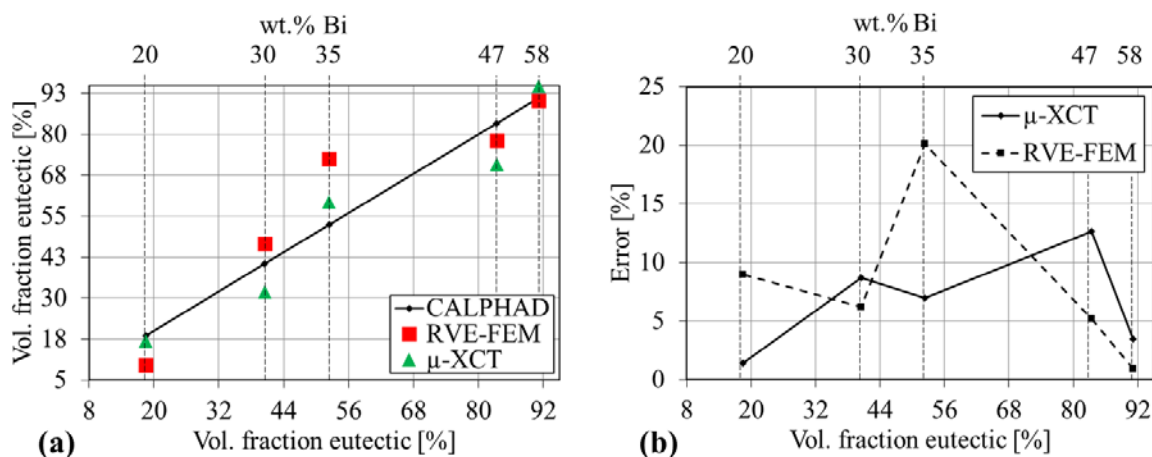 wt.% Bi
20 30 35 47 58
Vol. fraction eutectic [%]
93
80
68
55
43
30
18
5
CALPHAD
RVE-FEM
µ-XCT
8 20 32 44 56 68 80 92
(a) Vol. fraction eutectic [%]
wt.% Bi
20 30 35 47 58
Error [%]
25
20
15
10
5
0
µ-XCT
RVE-FEM
8 20 32 44 56 68 80 92
(b) Vol. fraction eutectic [%]